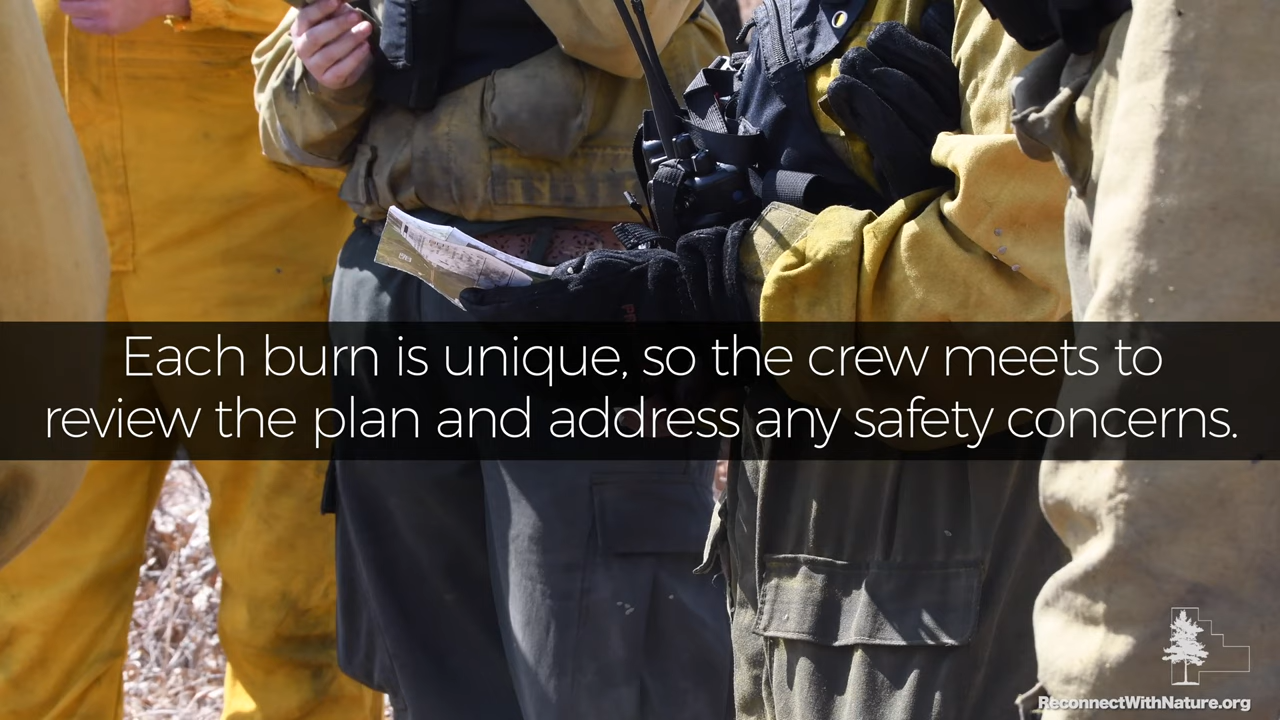 Each burn is unique, so the crew meets to
review the plan and address any safety concerns.
ReconnectWithNature.org